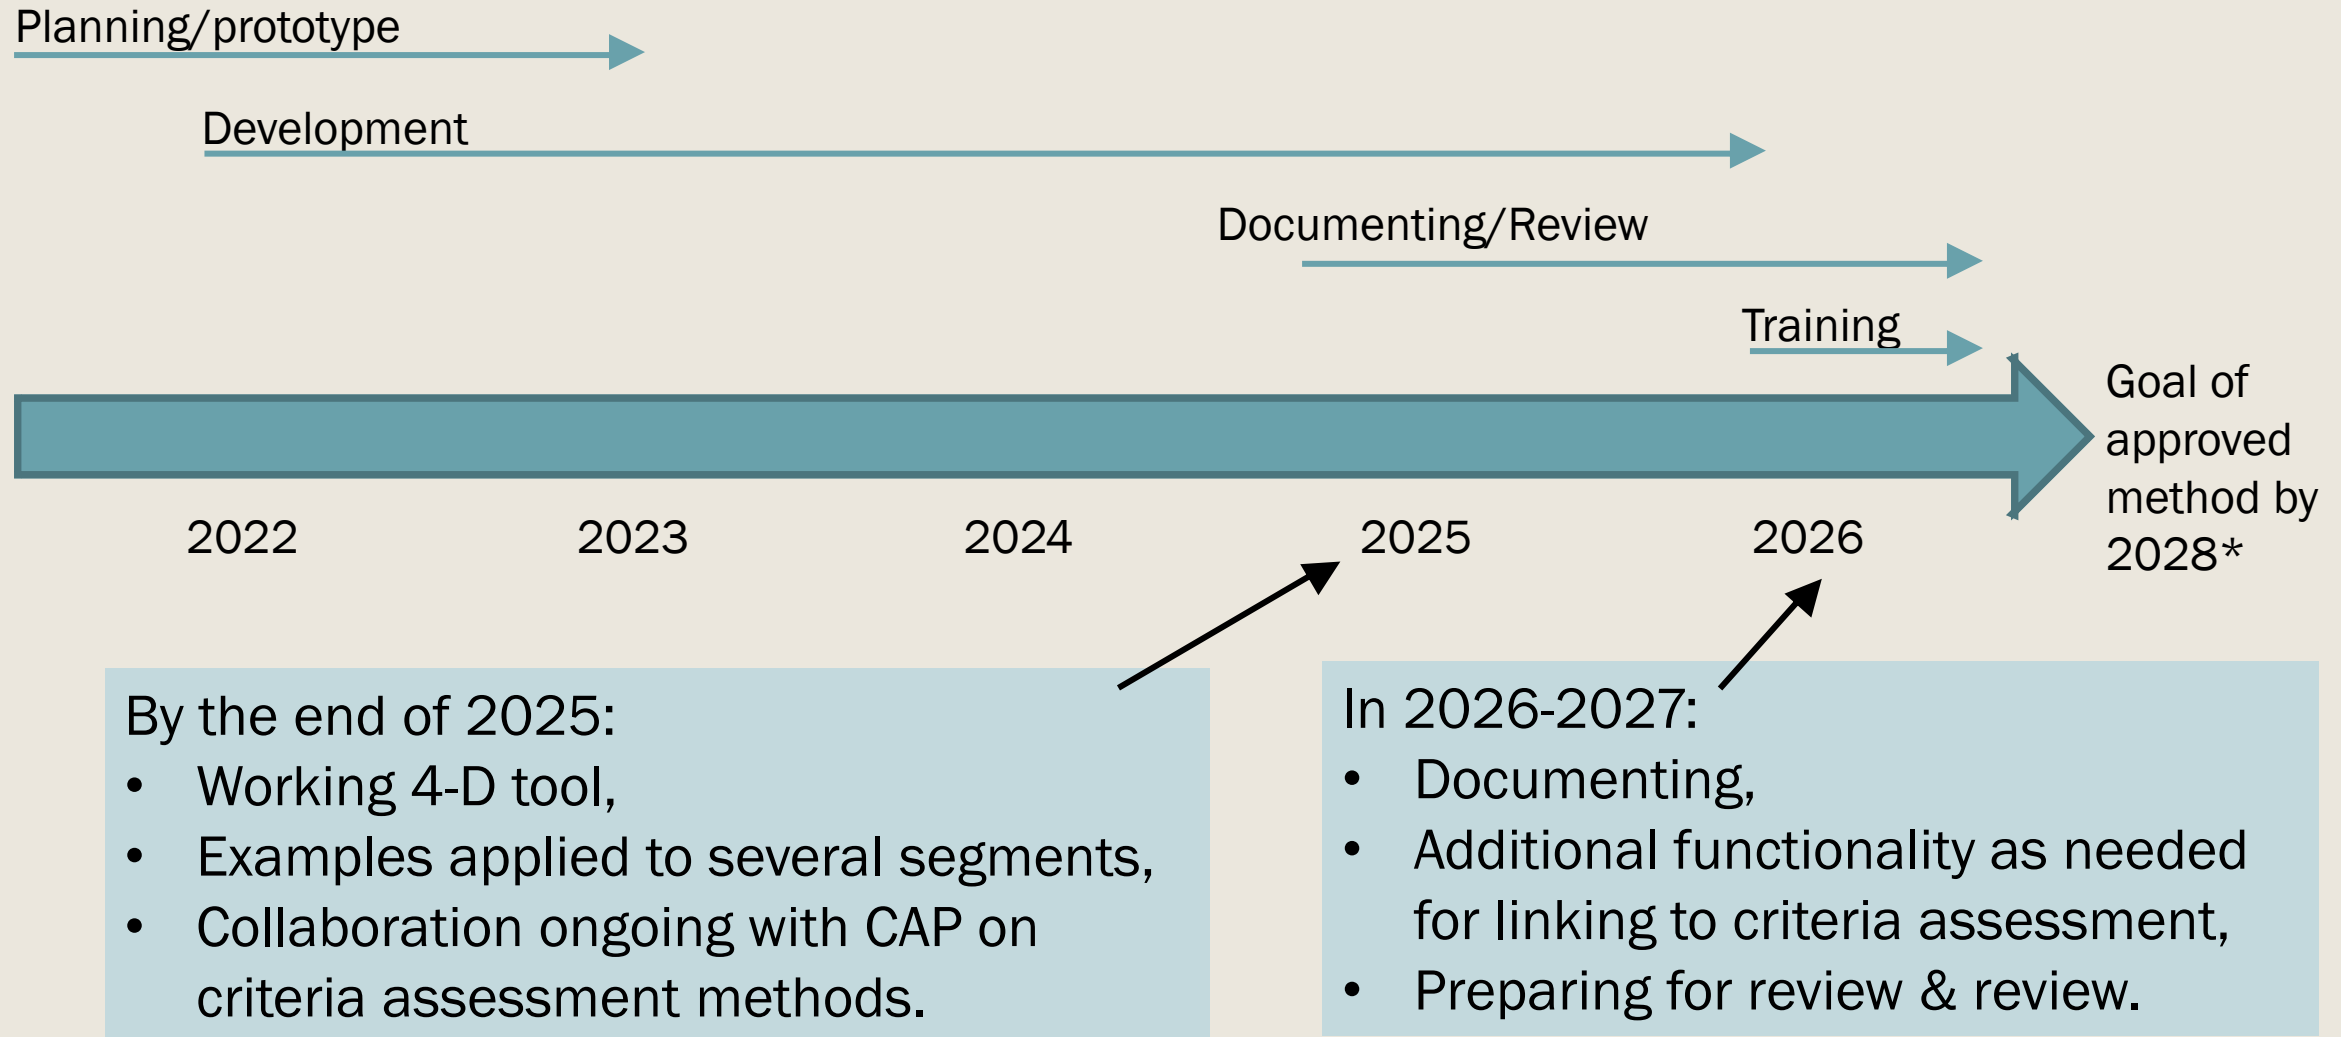 Planning/prototype
Development
Documenting/Review
Training
Goal of
approved
method by
2028*
2022
2023
2024
2025
2026
By the end of 2025:
• Working 4-D tool,
• Examples applied to several segments,
• Collaboration ongoing with CAP on
criteria assessment methods.
In 2026-2027:
• Documenting,
• Additional functionality as needed
for linking to criteria assessment,
• Preparing for review & review.